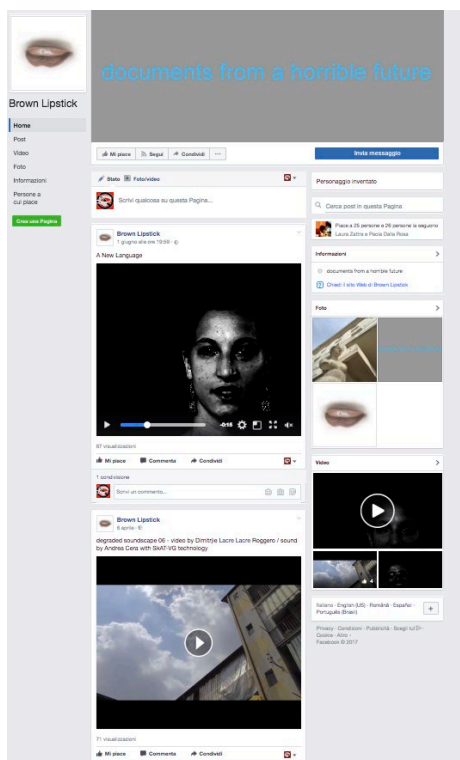 documents from a horrible future
Brown Lipstick
Home
Post
Video
Foto
Informazioni
Persone a
cui piace
Crea una Pagina
Mi piace
Segui
Condividi
Invia messaggio
Stato
Foto/video
Scrivi qualcosa su questa Pagina...
Brown Lipstick
1 giugno alle ore 19:59
A New Language
-0:15
67 visualizzazioni
Mi piace
Commenta
Condividi
1 condivisione
Scrivi un commento...
Brown Lipstick
6 aprile
degraded soundscape 06 - video by Dimitrije Lacre Lacre Roggero / sound
by Andrea Cera with SkAT-VG technology
71 visualizzazioni
Mi piace
Commenta
Condividi
Personaggio inventato
Cerca post in questa Pagina
Piace a 25 persone e 26 persone la seguono
Laura Zattra e Paola Dalla Rosa
Informazioni
documents from a horrible future
Chiedi il sito Web di Brown Lipstick
Foto
Video
4
Italiano · English (US) · Română · Español ·
Português (Brasil)
Privacy · Condizioni · Pubblicità · Scegli tu!
Cookie · Altro
Facebook © 2017